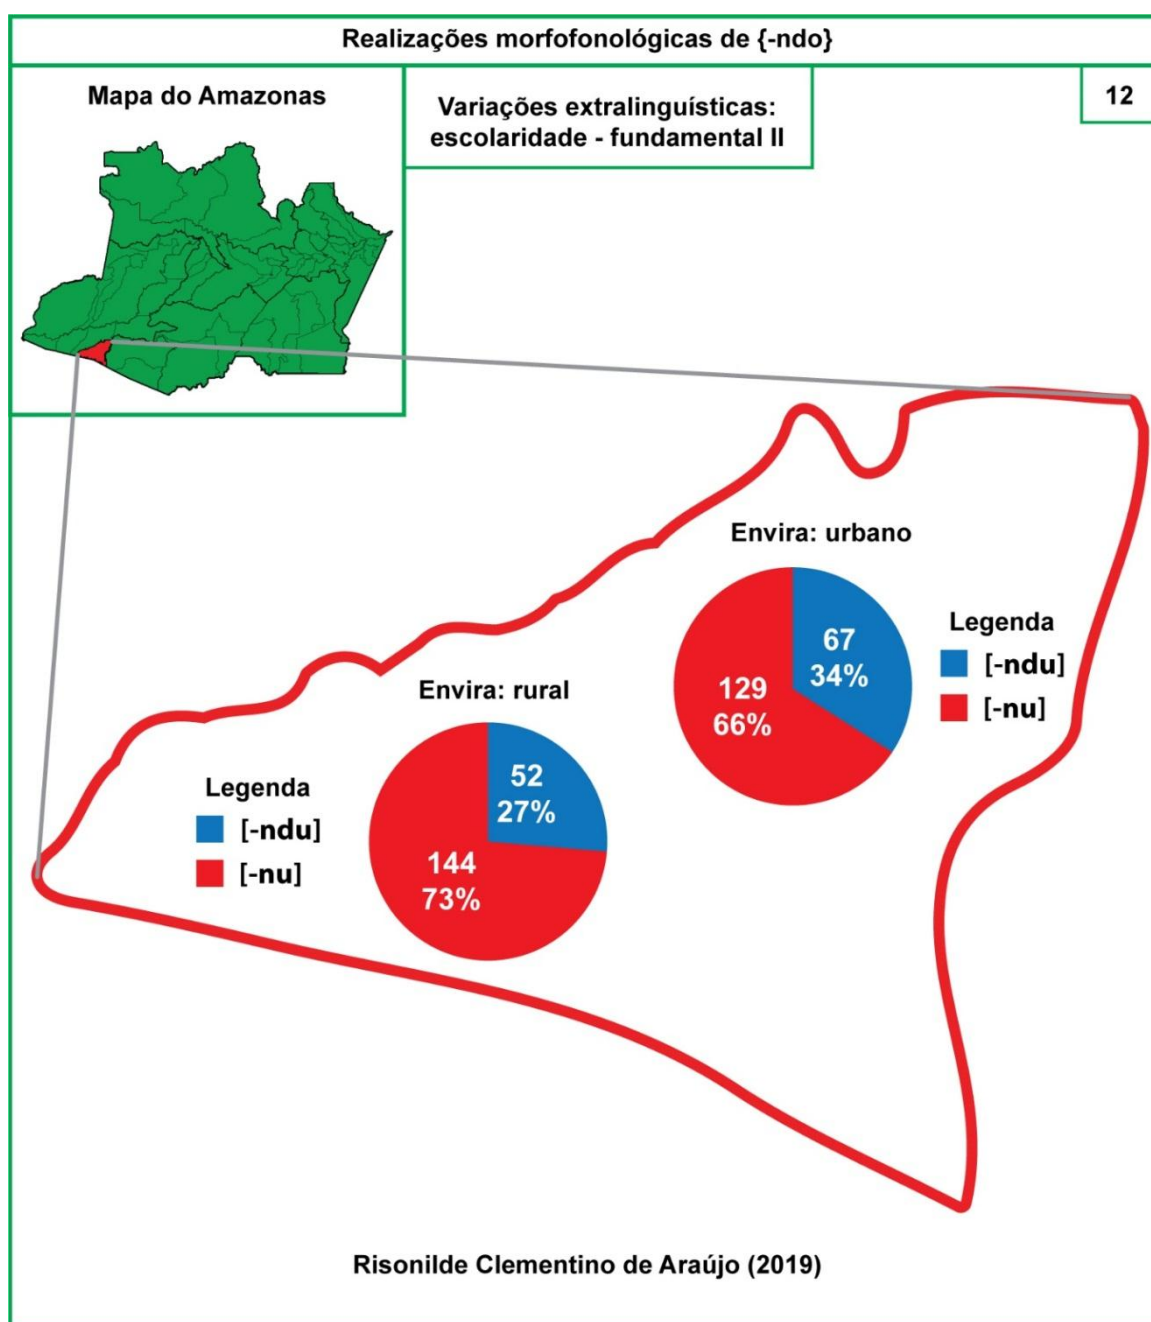 Realizações morfofonológicas de {-ndo}
Mapa do Amazonas
Variações extralinguísticas:
escolaridade - fundamental II
12
Envira: urbano
67
34%
129
66%
Legenda
[-ndu]
[-nu]
Envira: rural
52
27%
144
73%
Legenda
[-ndu]
[-nu]
Risonilde Clementino de Araújo (2019)